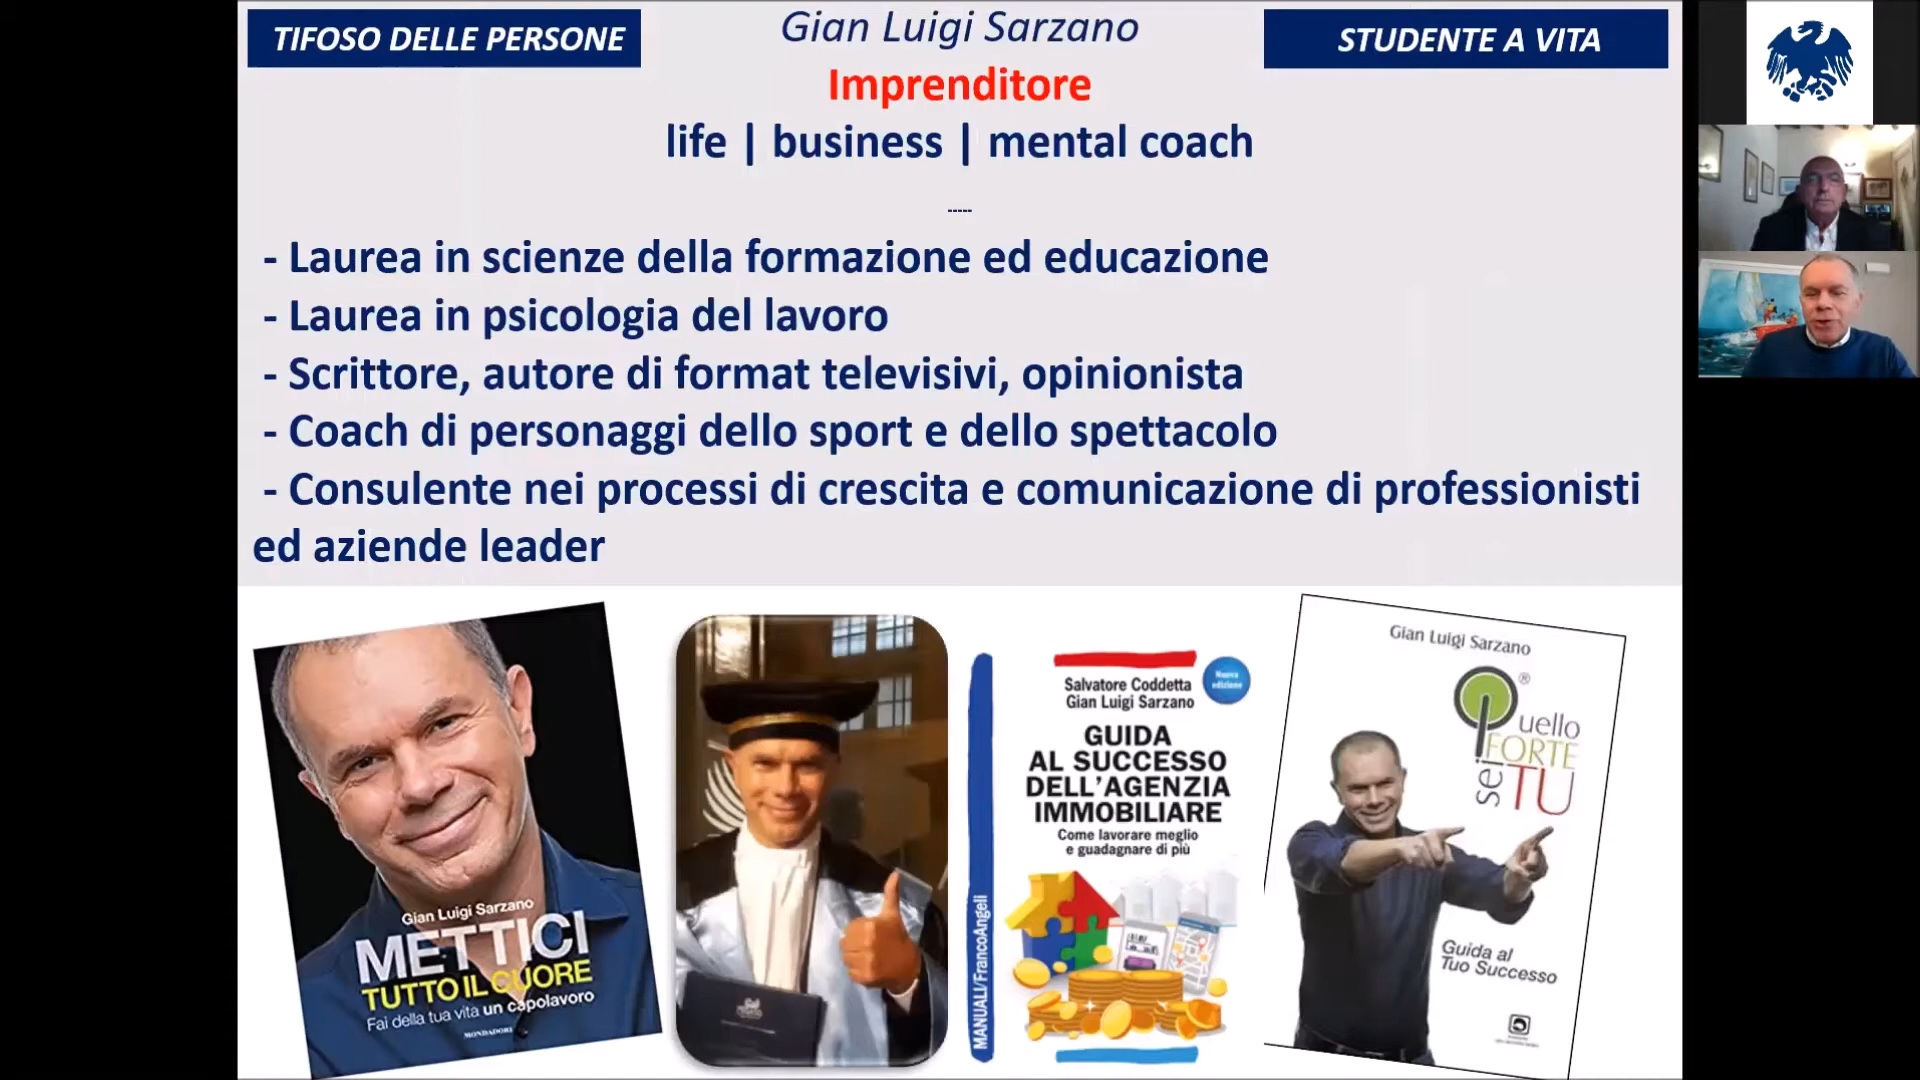 TIFOSO DELLE PERSONE
Gian Luigi Sarzano
STUDENTE A VITA
Imprenditore
life | business | mental coach
-----
- Laurea in scienze della formazione ed educazione
- Laurea in psicologia del lavoro
- Scrittore, autore di format televisivi, opinionista
- Coach di personaggi dello sport e dello spettacolo
- Consulente nei processi di crescita e comunicazione di professionisti
ed aziende leader
Gian Luigi Sarzano
METTICI
TUTTO IL CUORE
Fai della tua vita un capolavoro
MONDADORI
MANUALI/FrancoAngeli
Salvatore Coddetta
Gian Luigi Sarzano
Nuova
edizione
GUIDA
AL SUCCESSO
DELL'AGENZIA
IMMOBILIARE
Come lavorare meglio
e guadagnare di più
Gian Luigi Sarzano
Quello
FORTE
sei TU
®
Guida al
Tuo Successo